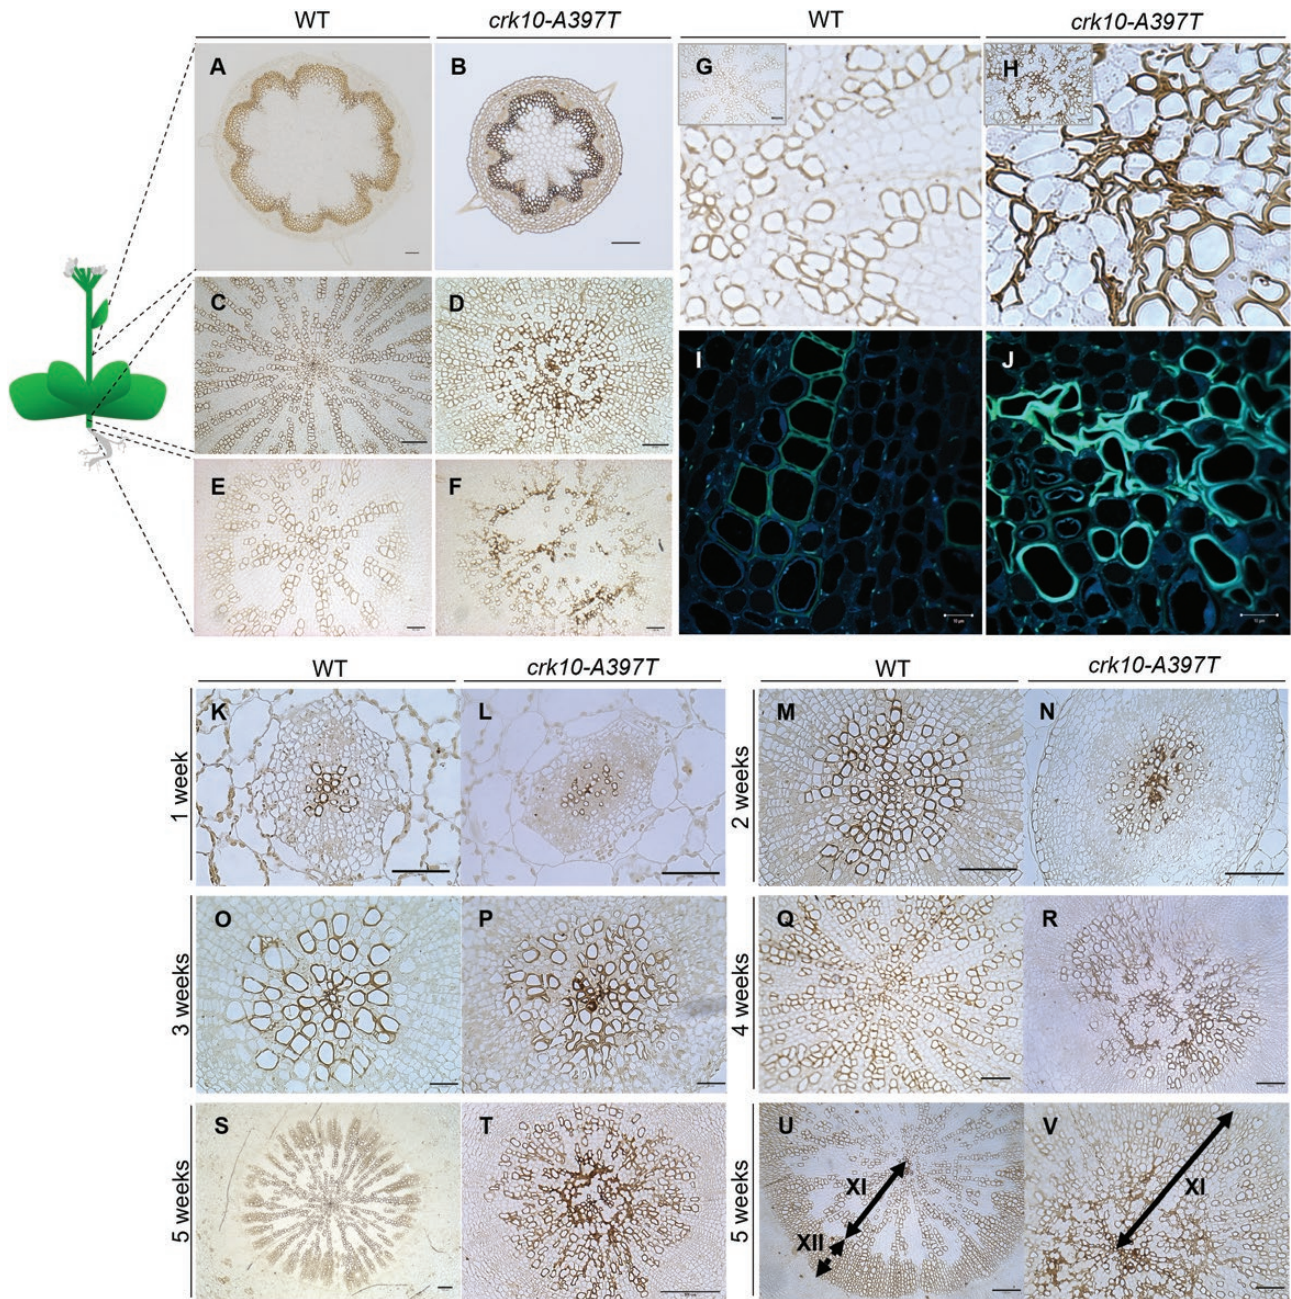 WT crk10-A397T WT crk10-A397T
A B G H
C D
I J
E F
WT crk10-A397T WT crk10-A397T
1 week K L 2 weeks M N
3 weeks O P 4 weeks Q R
5 weeks S T 5 weeks U V
XI XI
XII